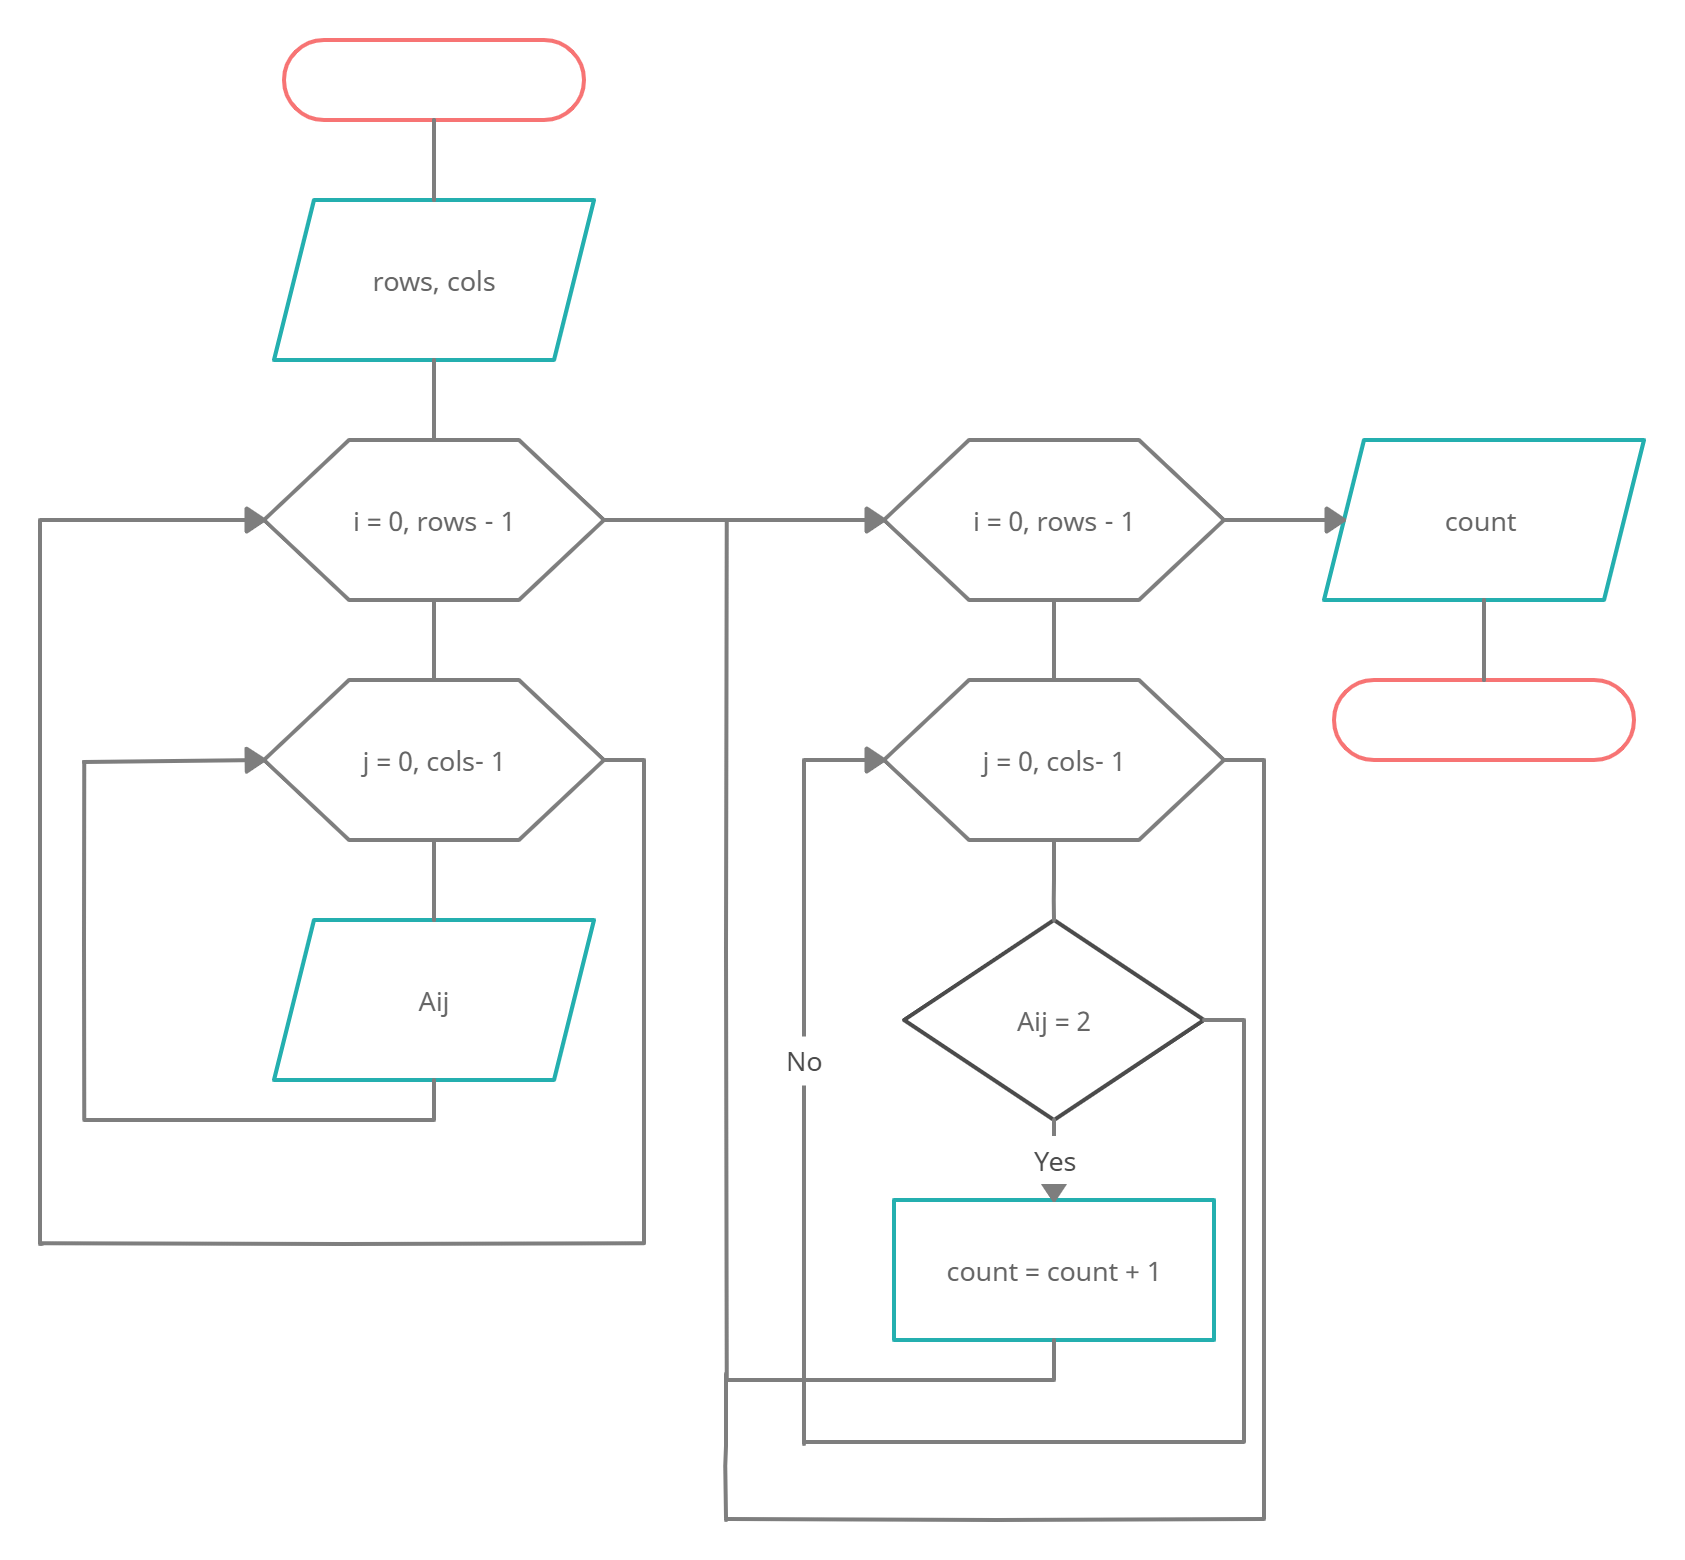 rows, cols
i = 0, rows - 1
j = 0, cols- 1
Aij
i = 0, rows - 1
j = 0, cols- 1
Aij = 2
No
Yes
count = count + 1
count